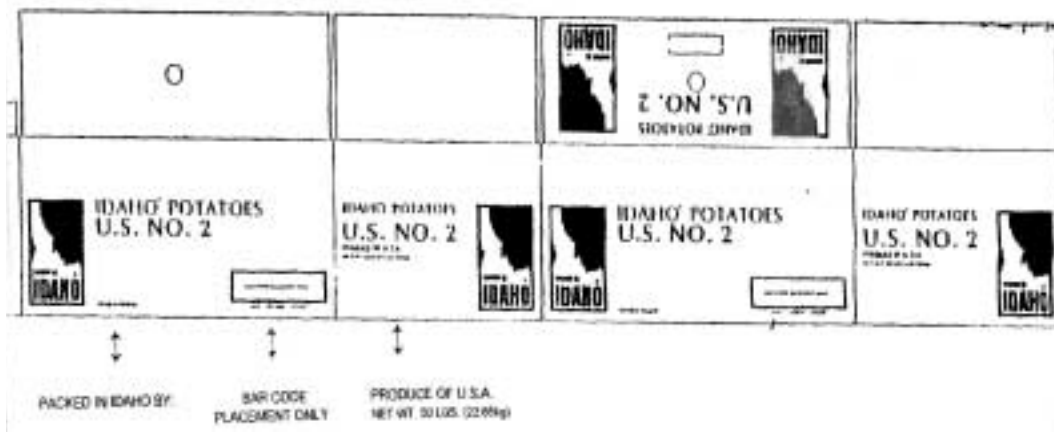 IDAHO
IDAHO
U.S. NO. 2
IDAHO POTATOES
IDAHO POTATOES
U.S. NO. 2
IDAHO
IDAHO POTATOES
U.S. NO. 2
IDAHO
IDAHO POTATOES
U.S. NO. 2
IDAHO
IDAHO POTATOES
U.S. NO. 2
IDAHO
PACKED IN IDAHO BY:
BAR CODE
PLACEMENT ONLY
PRODUCE OF U.S.A.
NET WT. 50 LGS. (22.68kg)